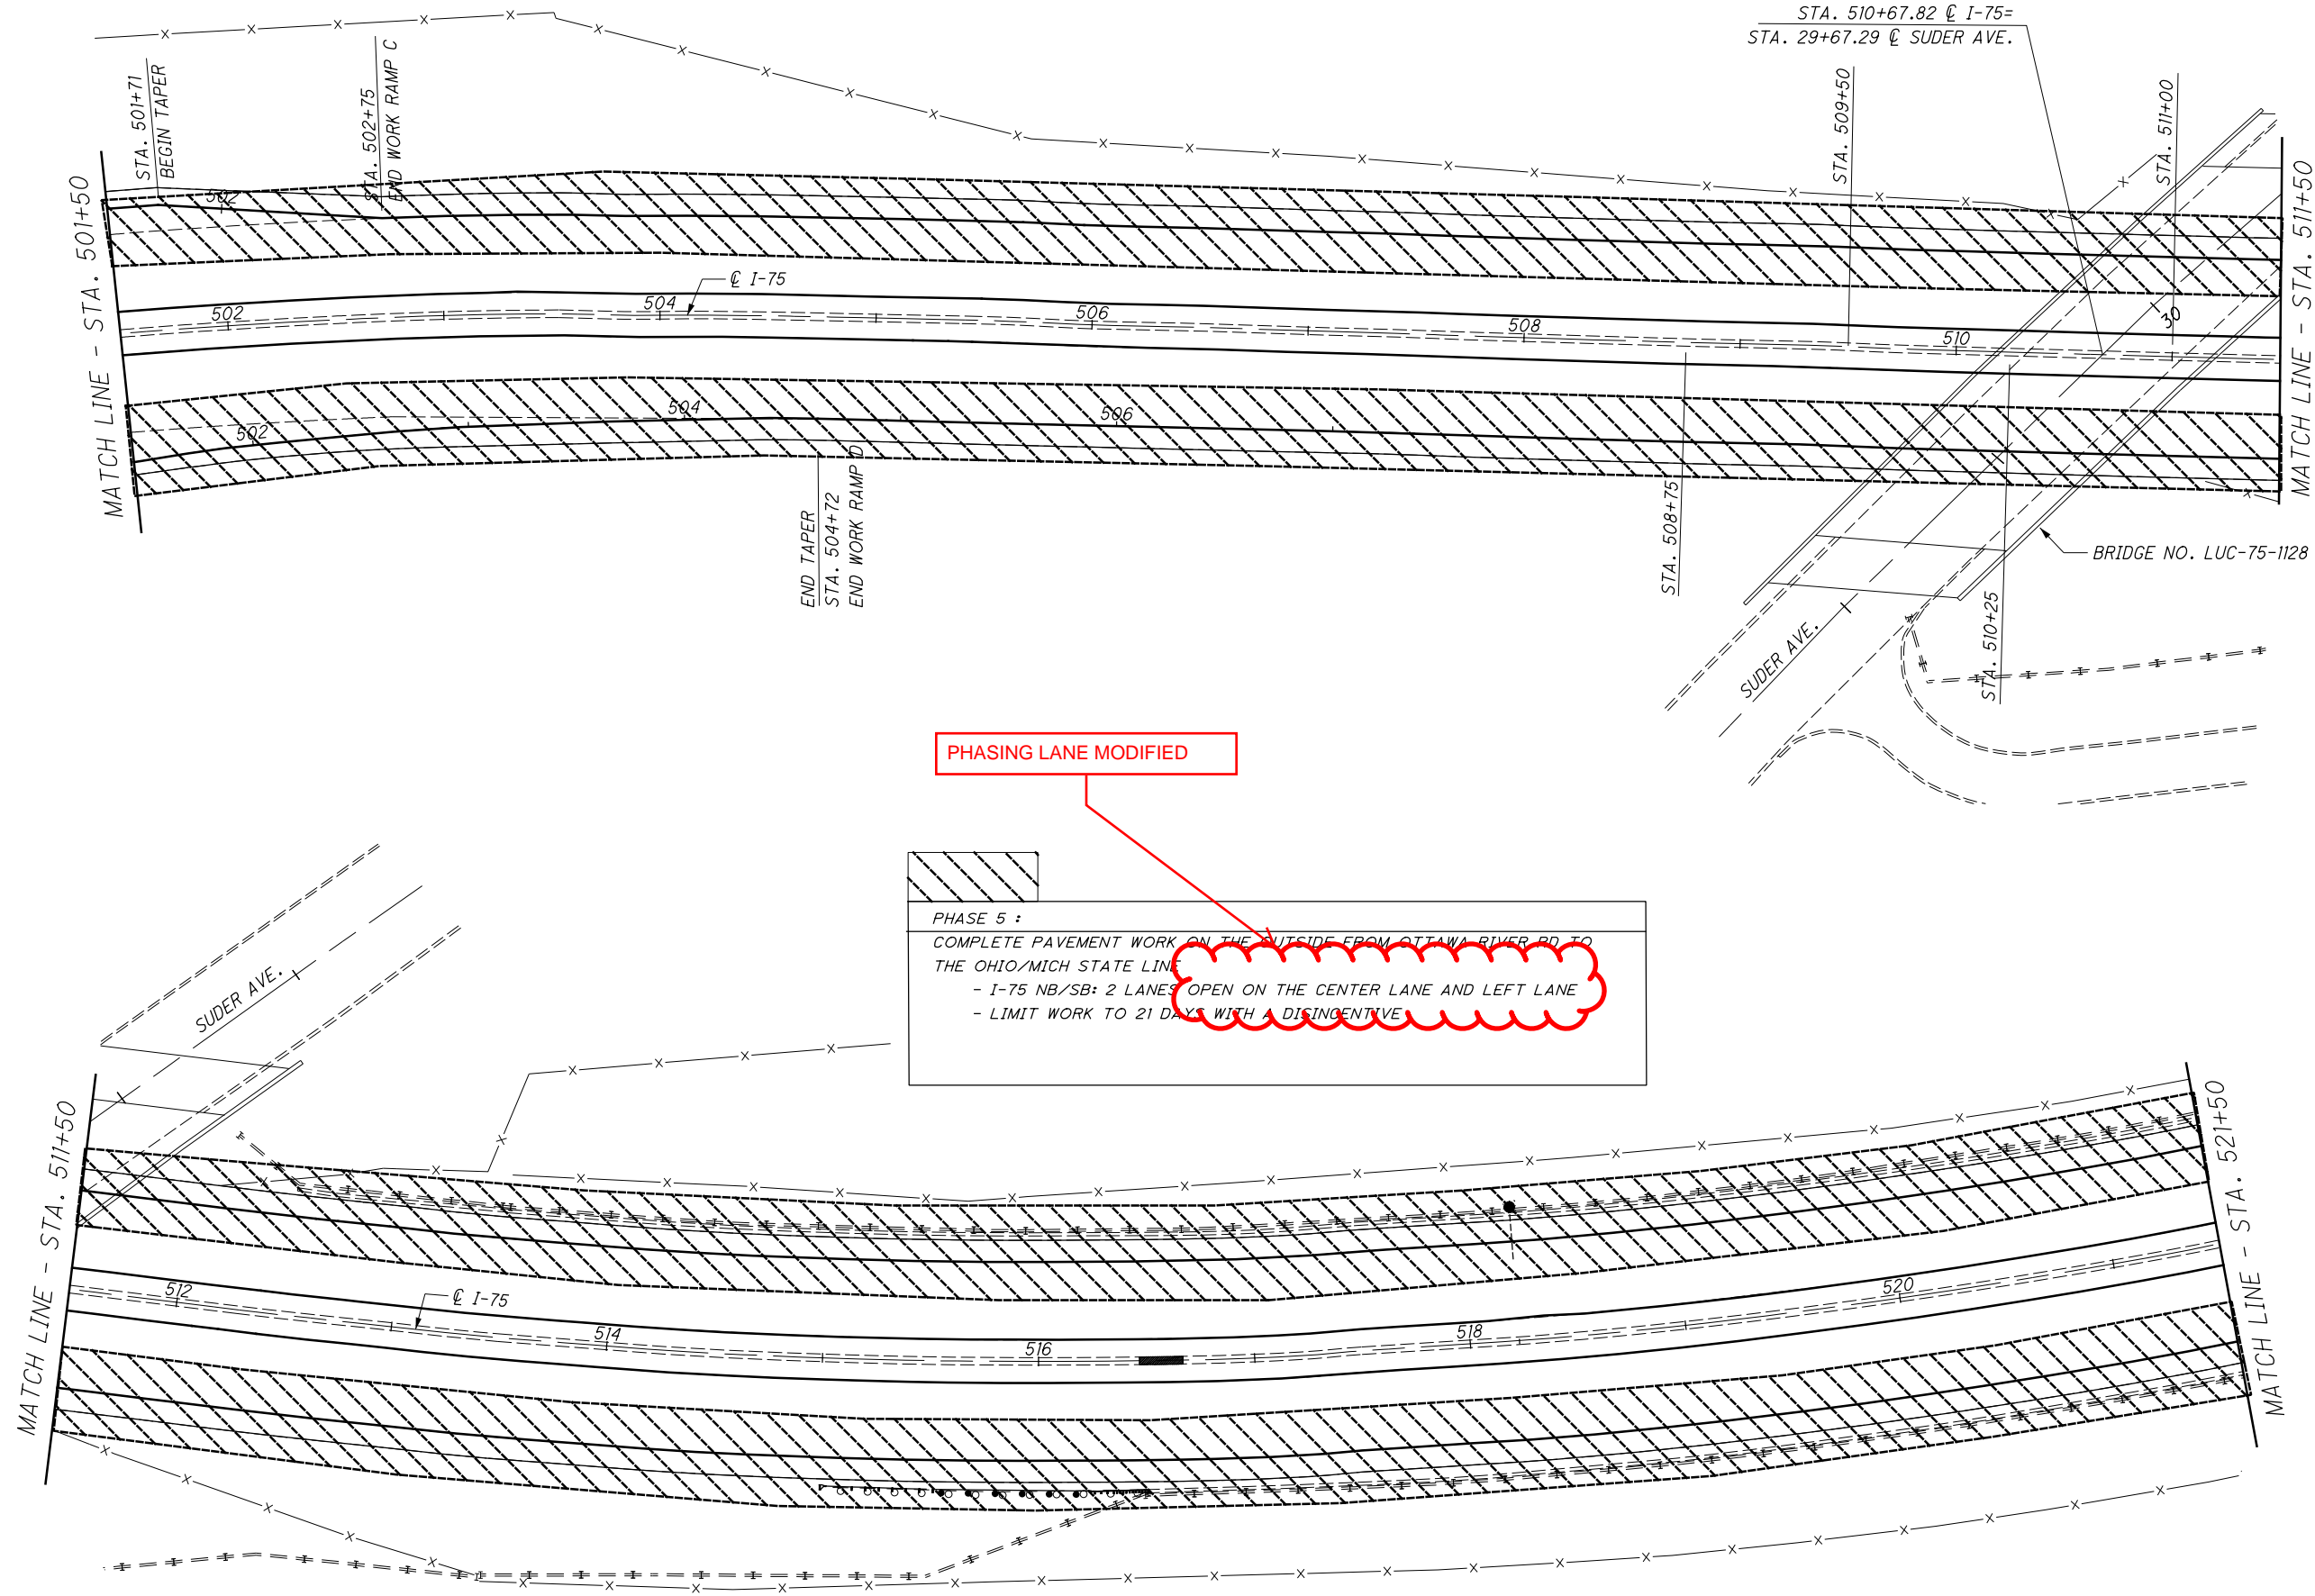 STA. 510+67.82 ℄ I-75=
STA. 29+67.29 ℄ SUDER AVE.
STA. 501+71
BEGIN TAPER
STA. 502+75
END WORK RAMP C
STA. 509+50
STA. 511+00
MATCH LINE - STA. 501+50
MATCH LINE - STA. 511+50
502
℄ I-75
502
504
506
508
510
30
502
504
506
END TAPER
STA. 504+72
END WORK RAMP D
STA. 508+75
STA. 510+25
BRIDGE NO. LUC-75-1128
SUDER AVE.
PHASING LANE MODIFIED
PHASE 5 :
COMPLETE PAVEMENT WORK ON THE OUTSIDE FROM OTTAWA RIVER RD TO
THE OHIO/MICH STATE LINE
- I-75 NB/SB: 2 LANES OPEN ON THE CENTER LANE AND LEFT LANE
- LIMIT WORK TO 21 DAYS WITH A DISINCENTIVE
SUDER AVE.
MATCH LINE - STA. 511+50
MATCH LINE - STA. 521+50
512
℄ I-75
514
516
518
520